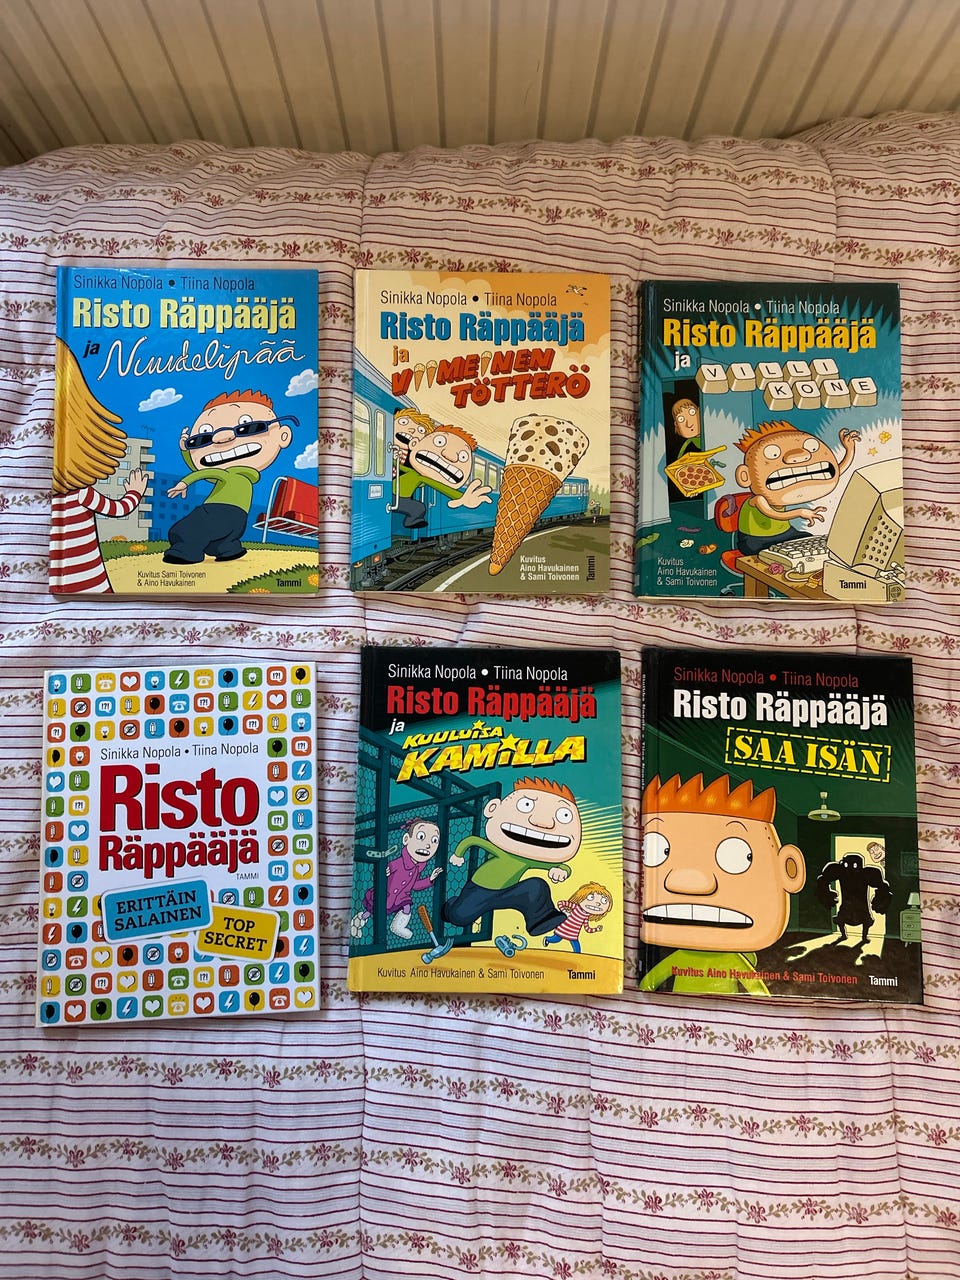 Sinikka Nopola • Tiina Nopola
Risto Räppääjä
ja Nuudelipää
Kuvitus Sami Toivonen
& Aino Havukainen
Tammi
Sinikka Nopola • Tiina Nopola
Risto Räppääjä
ja
VIIMEINEN
TÖTTERÖ
Kuvitus
Aino Havukainen
& Sami Toivonen
Tammi
Sinikka Nopola • Tiina Nopola
Risto Räppääjä
ja VILLI
KONE
Kuvitus
Aino Havukainen
& Sami Toivonen
Tammi
Sinikka Nopola • Tiina Nopola
Risto
Räppääjä
TAMMI
ERITTÄIN
SALAINEN
TOP
SECRET
Sinikka Nopola • Tiina Nopola
Risto Räppääjä
ja KUULUISA
KAMILLA
Kuvitus Aino Havukainen & Sami Toivonen
Tammi
Sinikka Nopola • Tiina Nopola
Risto Räppääjä
SAA ISÄN
Kuvitus Aino Havukainen & Sami Toivonen
Tammi